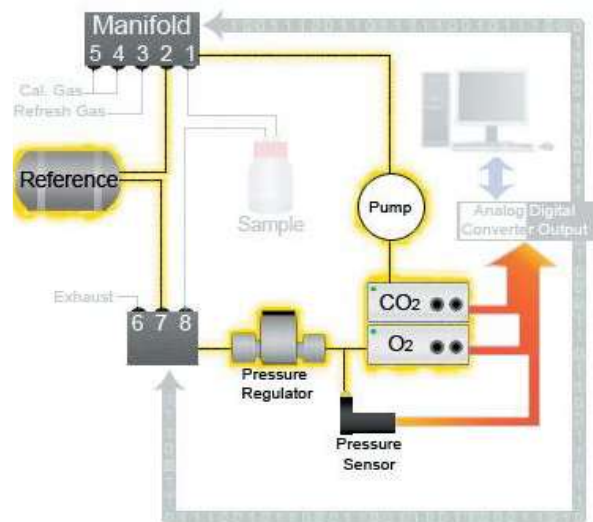 Manifold
5 4 3 2 1
Cal. Gas
Refresh Gas
Reference
Sample
Pump
Analog Digital
Converter Output
Exhaust
6 7 8
CO2
O2
Pressure
Regulator
Pressure
Sensor